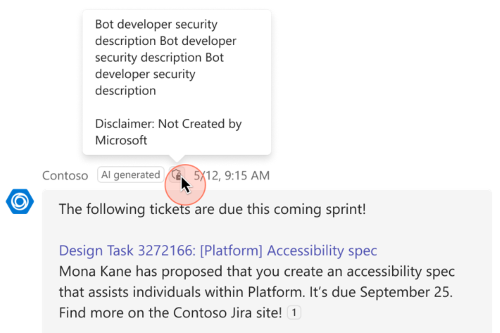 Bot developer security
description Bot developer
security description Bot
developer security
description
Disclaimer: Not Created by
Microsoft
Contoso AI generated 5/12, 9:15 AM
The following tickets are due this coming sprint!
Design Task 3272166: [Platform] Accessibility spec
Mona Kane has proposed that you create an accessibility spec
that assists individuals within Platform. It’s due September 25.
Find more on the Contoso Jira site! 1